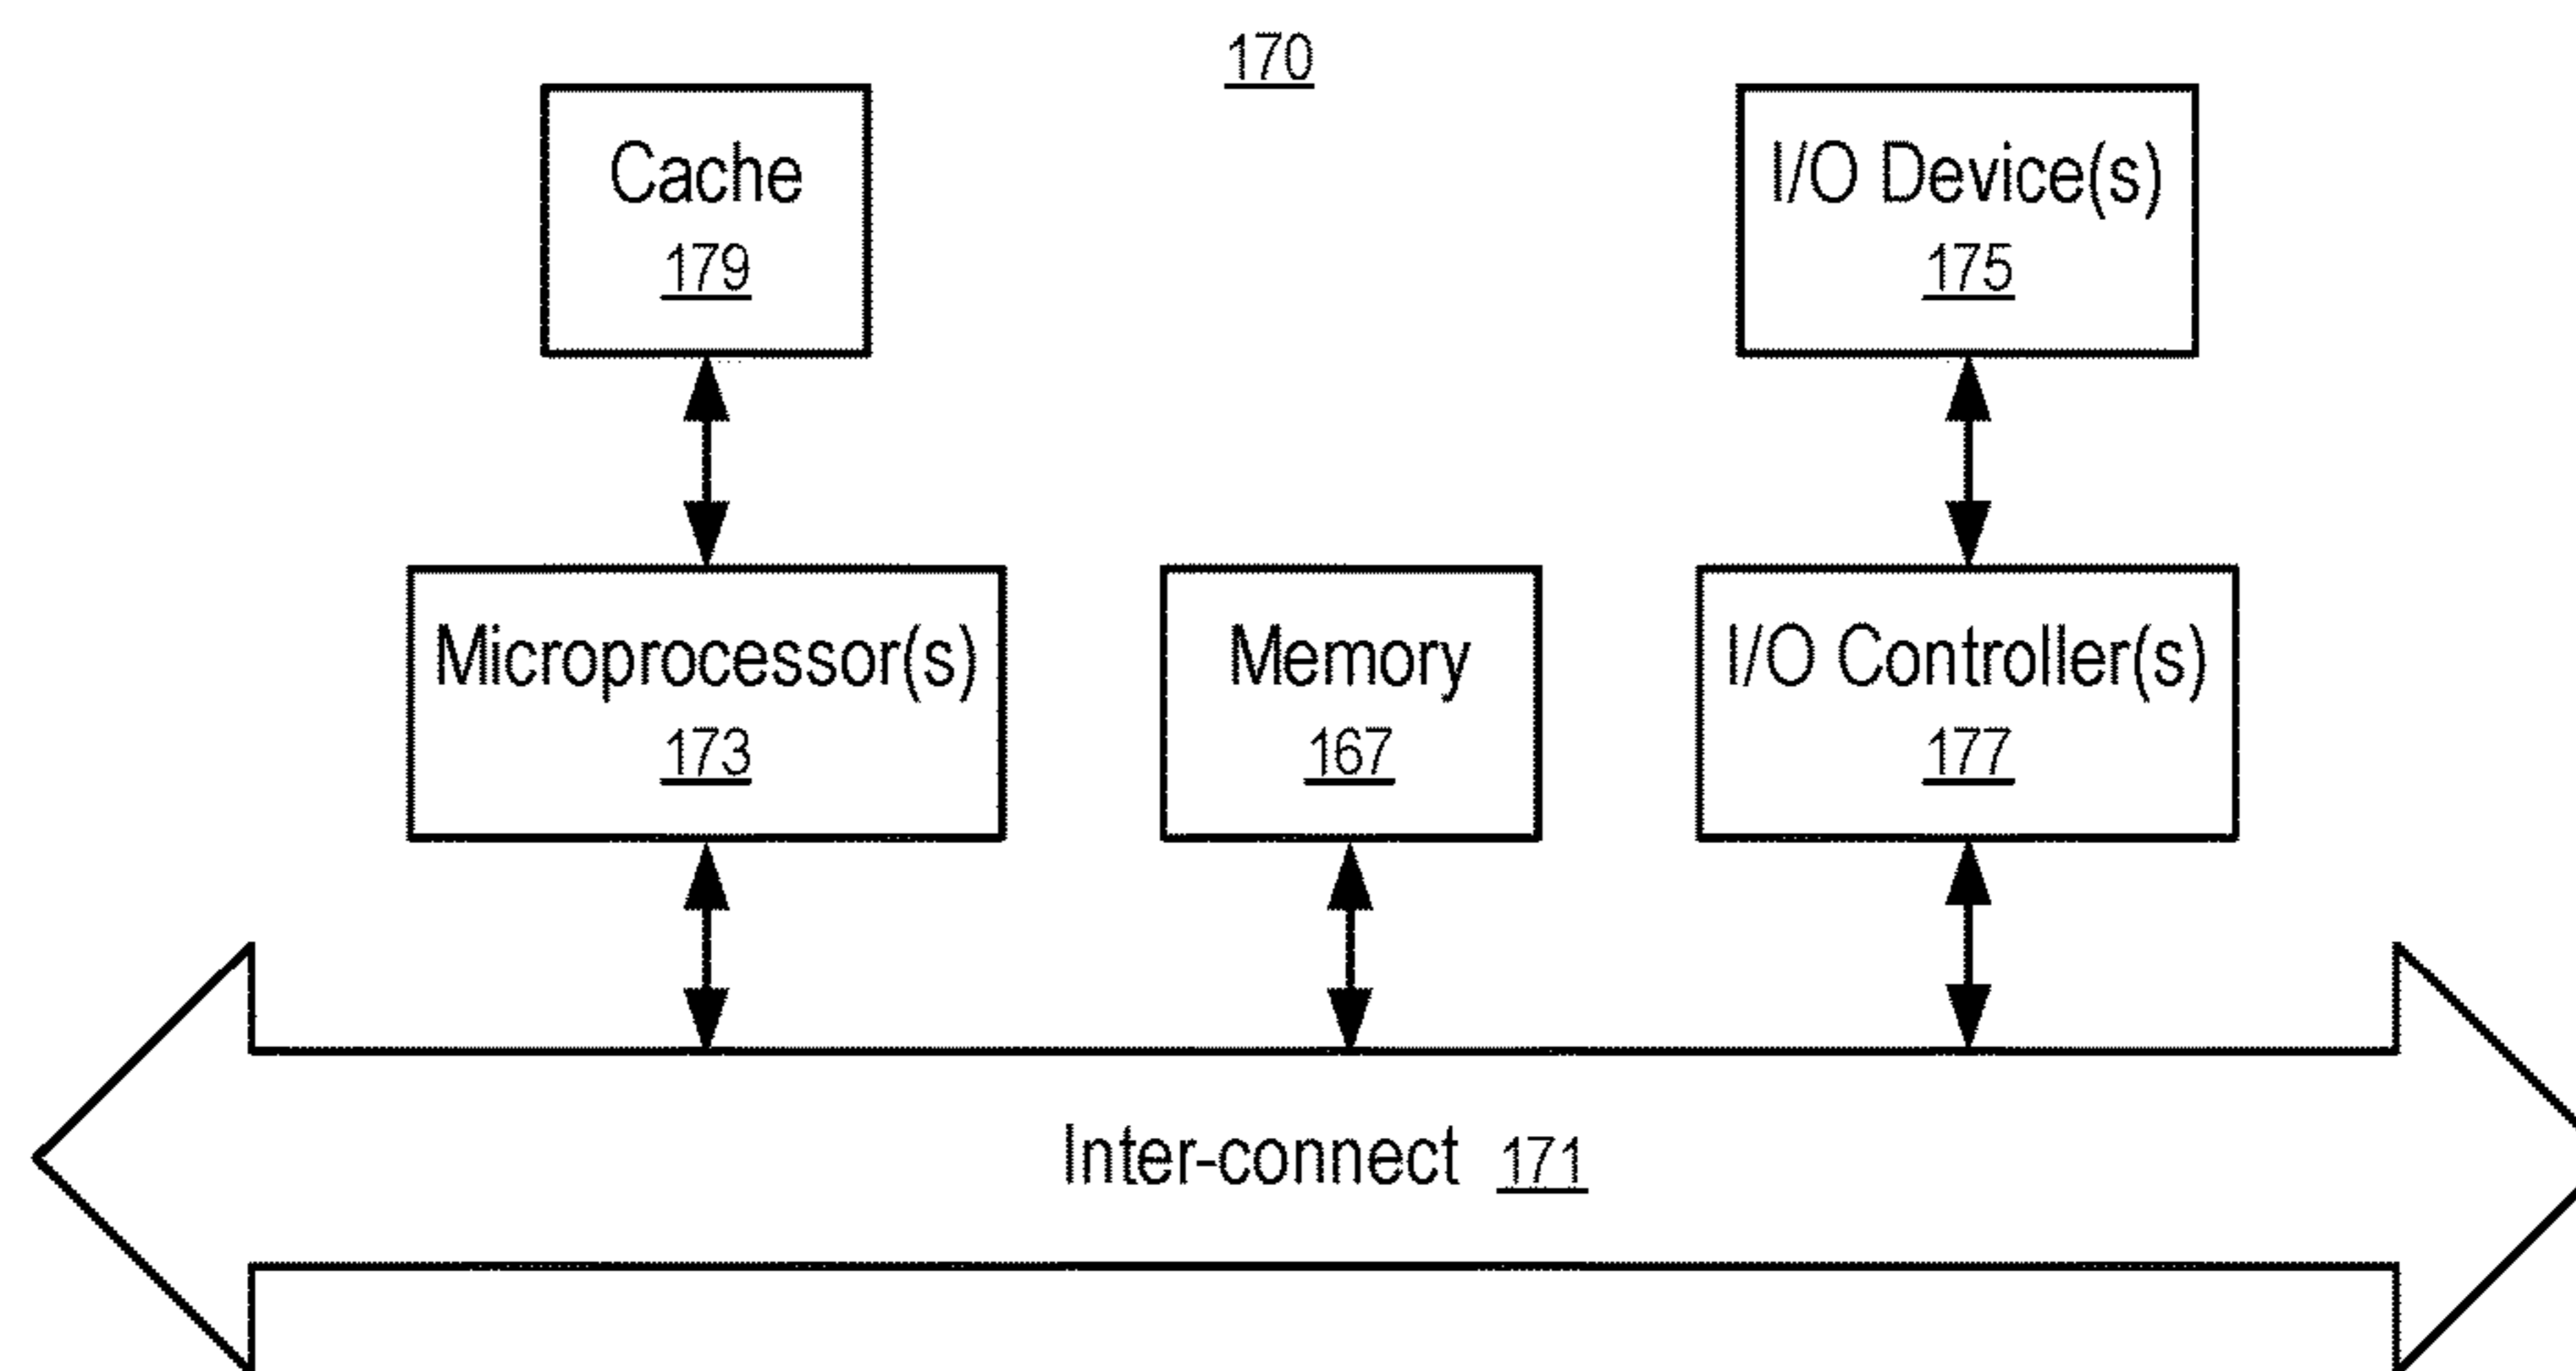 170
Cache
179
I/O Device(s)
175
Microprocessor(s)
173
Memory
167
I/O Controller(s)
177
Inter-connect 171